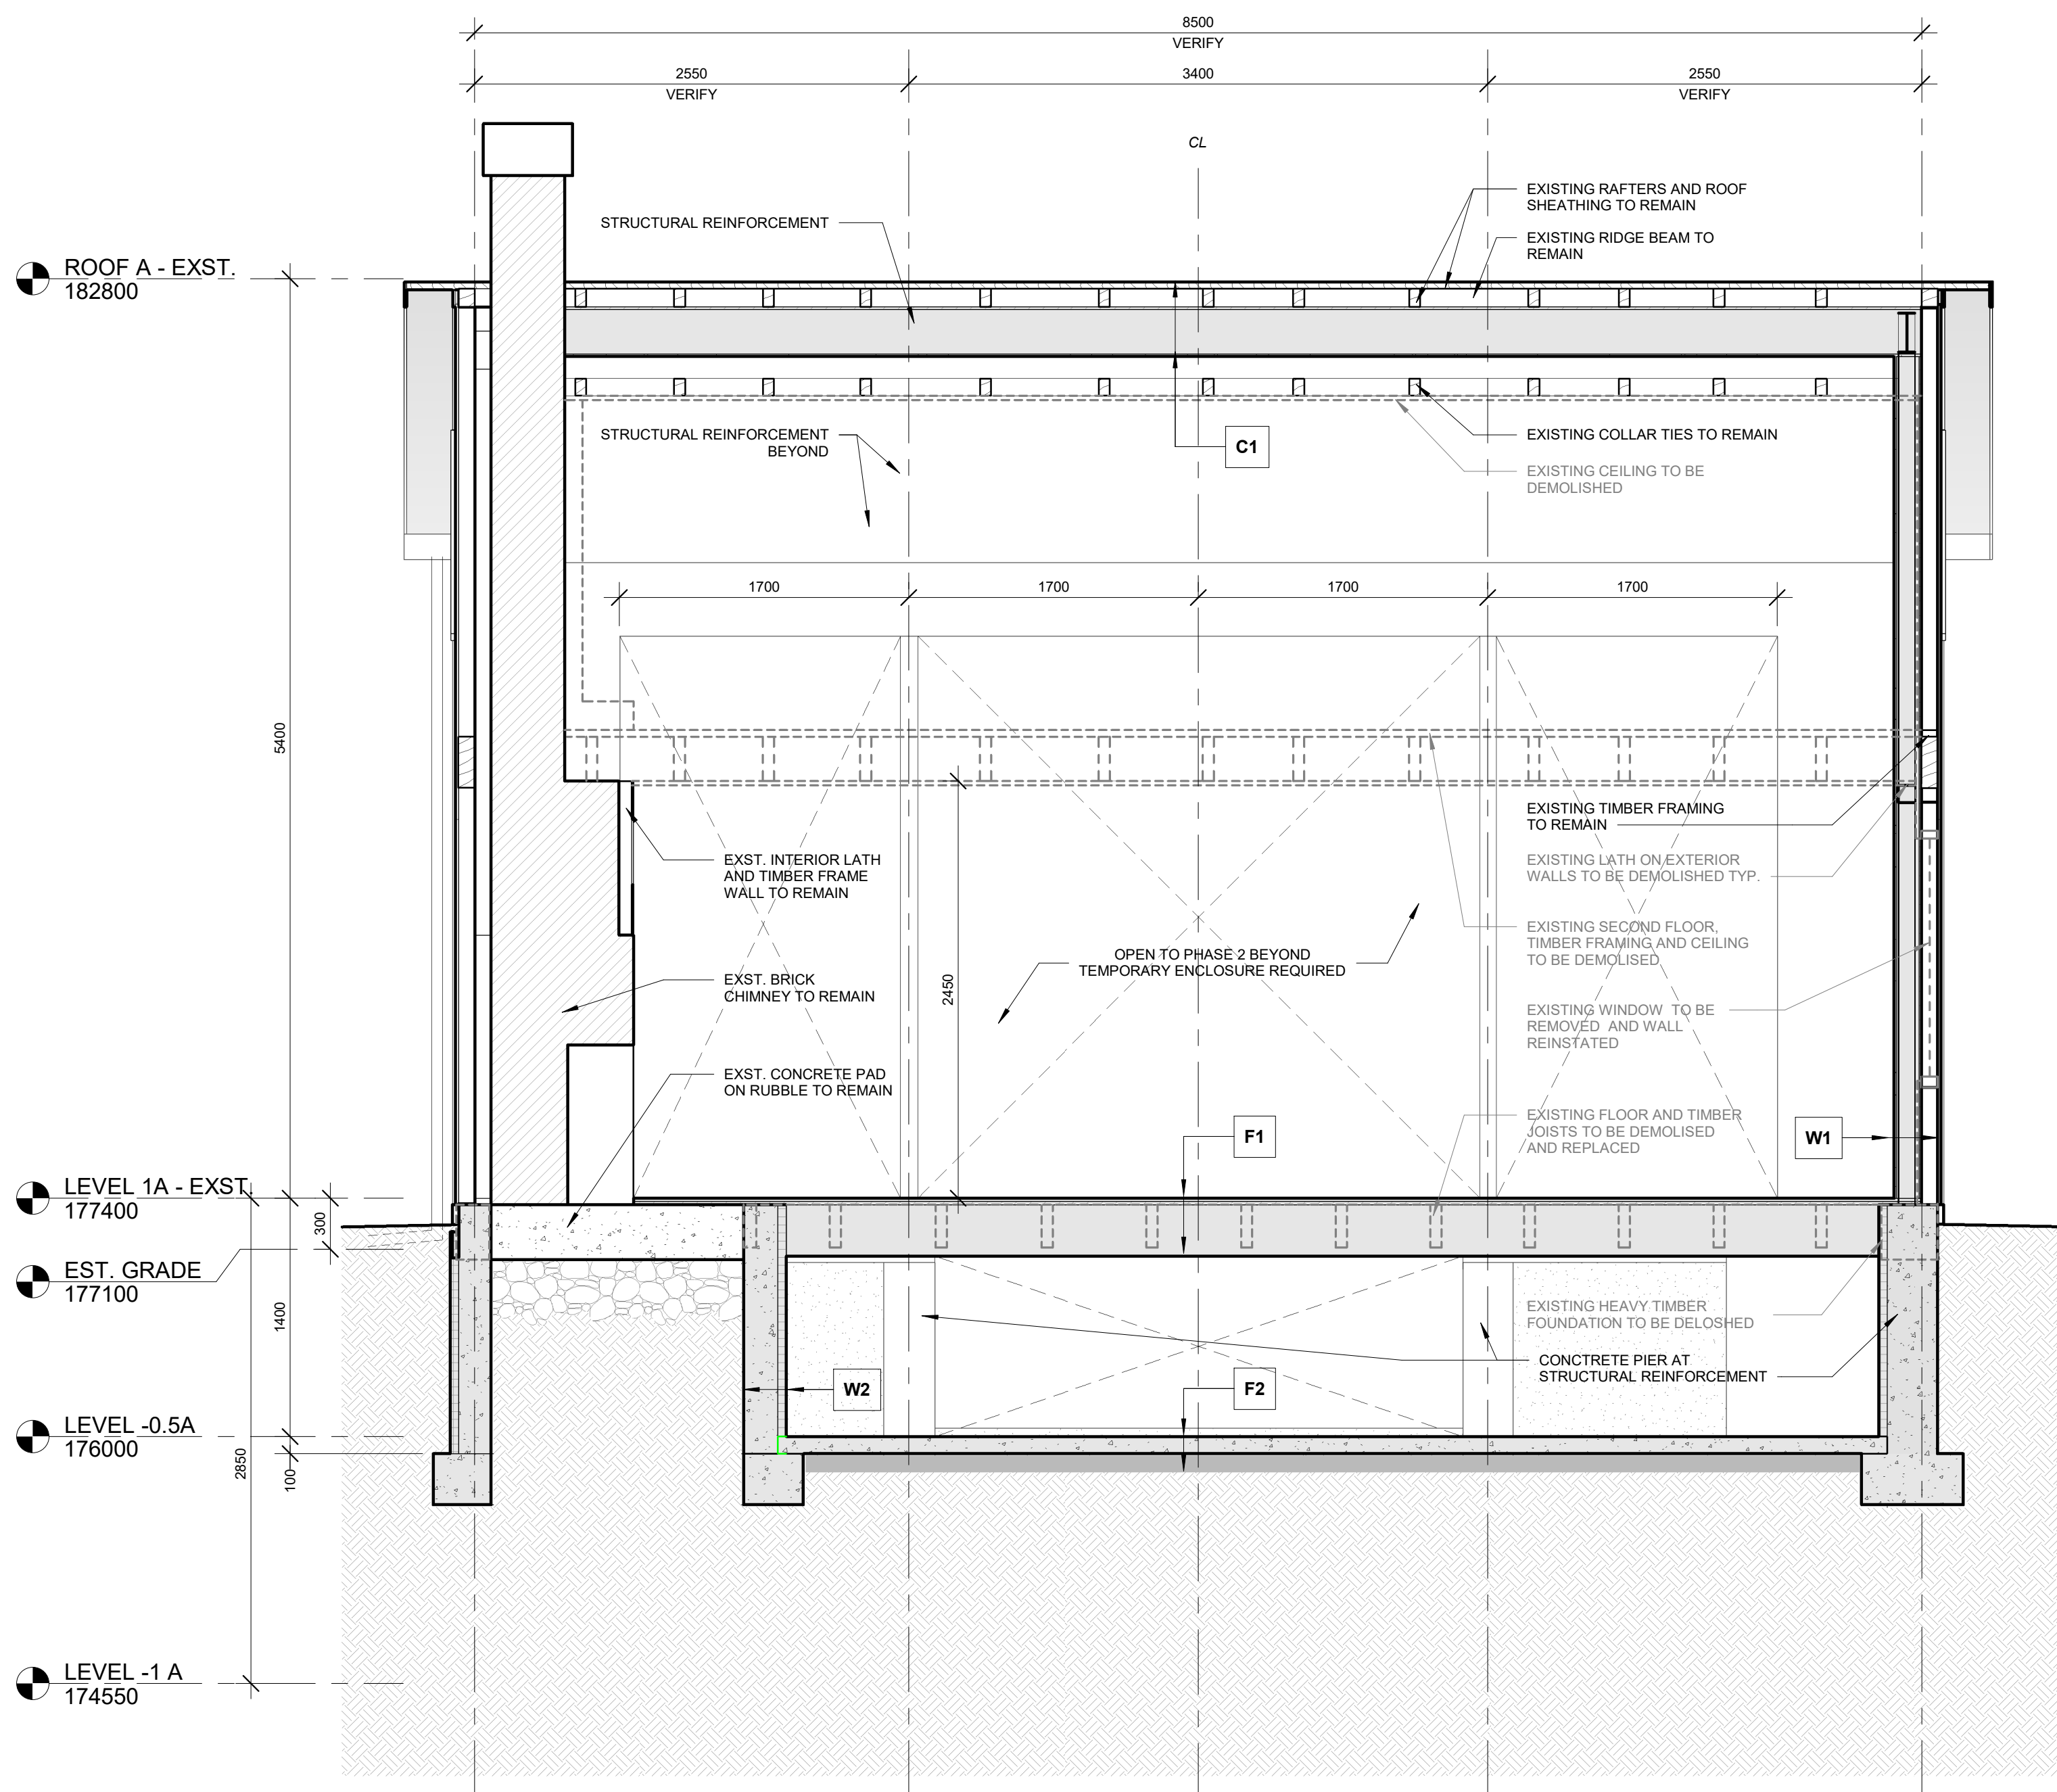 8500
VERIFY
2550
VERIFY
3400
2550
VERIFY
CL
STRUCTURAL REINFORCEMENT
EXISTING RAFTERS AND ROOF
SHEATHING TO REMAIN
EXISTING RIDGE BEAM TO
REMAIN
ROOF A - EXST.
182800
STRUCTURAL REINFORCEMENT
BEYOND
C1
EXISTING COLLAR TIES TO REMAIN
EXISTING CEILING TO BE
DEMOLISHED
1700
1700
1700
1700
5400
EXISTING TIMBER FRAMING
TO REMAIN
EXST. INTERIOR LATH
AND TIMBER FRAME
WALL TO REMAIN
EXISTING LATH ON EXTERIOR
WALLS TO BE DEMOLISHED TYP.
EXISTING SECOND FLOOR,
TIMBER FRAMING AND CEILING
TO BE DEMOLISED
OPEN TO PHASE 2 BEYOND
TEMPORARY ENCLOSURE REQUIRED
2450
EXST. BRICK
CHIMNEY TO REMAIN
EXISTING WINDOW  TO BE
REMOVED  AND WALL
REINSTATED
EXST. CONCRETE PAD
ON RUBBLE TO REMAIN
F1
EXISTING FLOOR AND TIMBER
JOISTS TO BE DEMOLISED
AND REPLACED
W1
LEVEL 1A - EXST
177400
300
EST. GRADE
177100
1400
EXISTING HEAVY TIMBER
FOUNDATION TO BE DELOSHED
CONCTRETE PIER AT
STRUCTURAL REINFORCEMENT
W2
F2
LEVEL -0.5A
176000
2850
100
LEVEL -1 A
174550